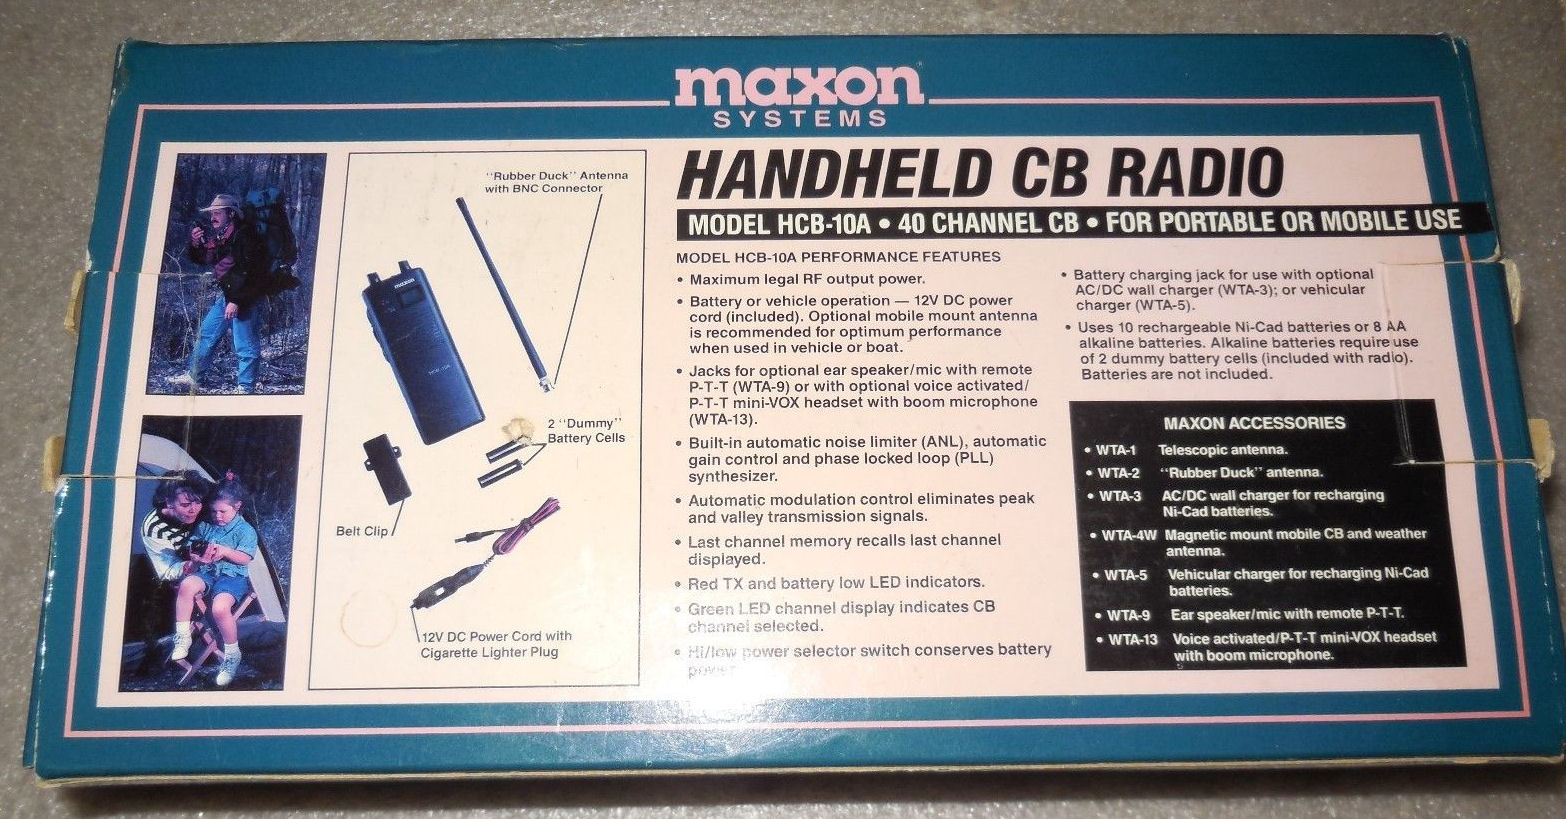 maxon
SYSTEMS
"Rubber Duck" Antenna
with BNC Connector
maxon
HCB-10A
2 "Dummy"
Battery Cells
Belt Clip
12V DC Power Cord with
Cigarette Lighter Plug
HANDHELD CB RADIO
MODEL HCB-10A • 40 CHANNEL CB • FOR PORTABLE OR MOBILE USE
MODEL HCB-10A PERFORMANCE FEATURES
• Maximum legal RF output power.
• Battery or vehicle operation — 12V DC power
cord (included). Optional mobile mount antenna
is recommended for optimum performance
when used in vehicle or boat.
• Jacks for optional ear speaker/mic with remote
P-T-T (WTA-9) or with optional voice activated/
P-T-T mini-VOX headset with boom microphone
(WTA-13).
• Built-in automatic noise limiter (ANL), automatic
gain control and phase locked loop (PLL)
synthesizer.
• Automatic modulation control eliminates peak
and valley transmission signals.
• Last channel memory recalls last channel
displayed.
• Red TX and battery low LED indicators.
• Green LED channel display indicates CB
channel selected.
• Hi/low power selector switch conserves battery
power.
• Battery charging jack for use with optional
AC/DC wall charger (WTA-3); or vehicular
charger (WTA-5).
• Uses 10 rechargeable Ni-Cad batteries or 8 AA
alkaline batteries. Alkaline batteries require use
of 2 dummy battery cells (included with radio).
Batteries are not included.
MAXON ACCESSORIES
• WTA-1 Telescopic antenna.
• WTA-2 "Rubber Duck" antenna.
• WTA-3 AC/DC wall charger for recharging
Ni-Cad batteries.
• WTA-4W Magnetic mount mobile CB and weather
antenna.
• WTA-5 Vehicular charger for recharging Ni-Cad
batteries.
• WTA-9 Ear speaker/mic with remote P-T-T.
• WTA-13 Voice activated/P-T-T mini-VOX headset
with boom microphone.